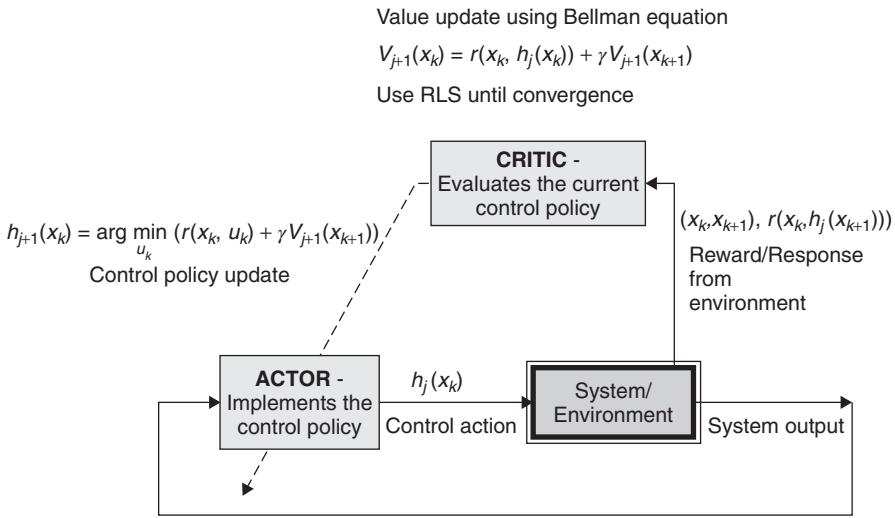 Value update using Bellman equation
V_{j+1}(x_k) = r(x_k, h_j(x_k)) + γV_{j+1}(x_{k+1})
Use RLS until convergence
CRITIC -
Evaluates the current
control policy
h_{j+1}(x_k) = arg min (r(x_k, u_k) + γV_{j+1}(x_{k+1}))
u_k
Control policy update
(x_k,x_{k+1}), r(x_k,h_j(x_{k+1})))
Reward/Response
from
environment
ACTOR -
Implements the
control policy
h_j(x_k)
Control action
System/
Environment
System output